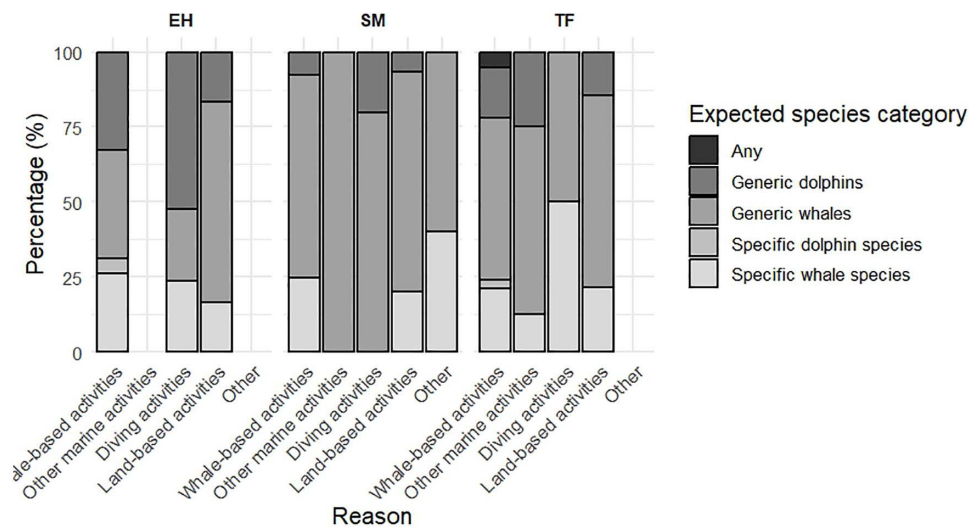 EH SM TF
100
75
50
25
0
Percentage (%)
ale-based activities
Other marine activities
Diving activities
Land-based activities
Other
Whale-based activities
Other marine activities
Diving activities
Land-based activities
Other
Whale-based activities
Other marine activities
Diving activities
Land-based activities
Other
Reason
Expected species category
Any
Generic dolphins
Generic whales
Specific dolphin species
Specific whale species